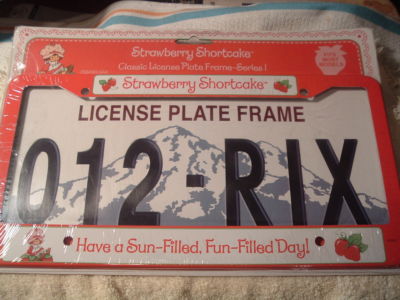 Strawberry Shortcake
Classic License Plate Frame-Series 1
Strawberry Shortcake
LICENSE PLATE FRAME
012-RIX
Have a Sun-Filled, Fun-Filled Day!